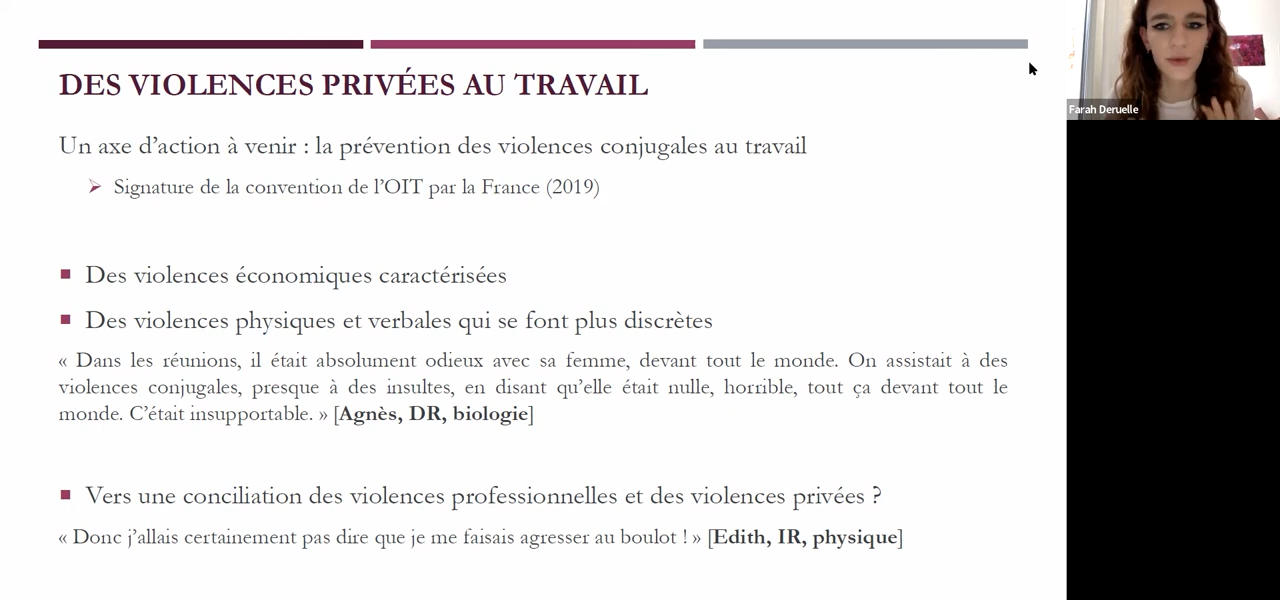 DES VIOLENCES PRIVÉES AU TRAVAIL
Farah Deruelle
Un axe d’action à venir : la prévention des violences conjugales au travail
Signature de la convention de l’OIT par la France (2019)
Des violences économiques caractérisées
Des violences physiques et verbales qui se font plus discrètes
« Dans les réunions, il était absolument odieux avec sa femme, devant tout le monde. On assistait à des
violences conjugales, presque à des insultes, en disant qu’elle était nulle, horrible, tout ça devant tout le
monde. C’était insupportable. » [Agnès, DR, biologie]
Vers une conciliation des violences professionnelles et des violences privées ?
« Donc j’allais certainement pas dire que je me faisais agresser au boulot ! » [Edith, IR, physique]